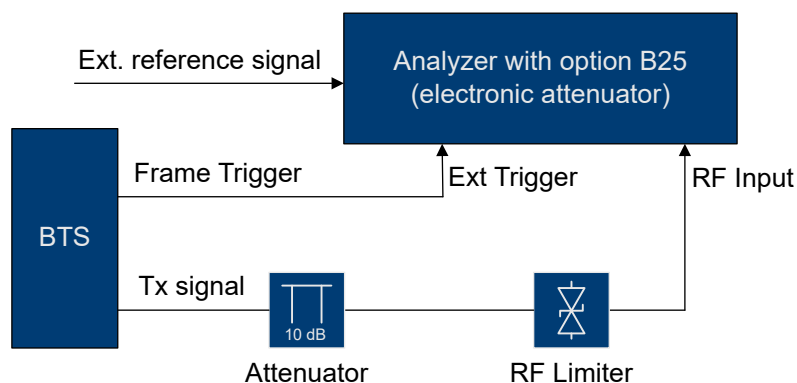 Ext. reference signal
Analyzer with option B25
(electronic attenuator)
Frame Trigger
Ext Trigger
RF Input
BTS
Tx signal
10 dB
Attenuator
RF Limiter